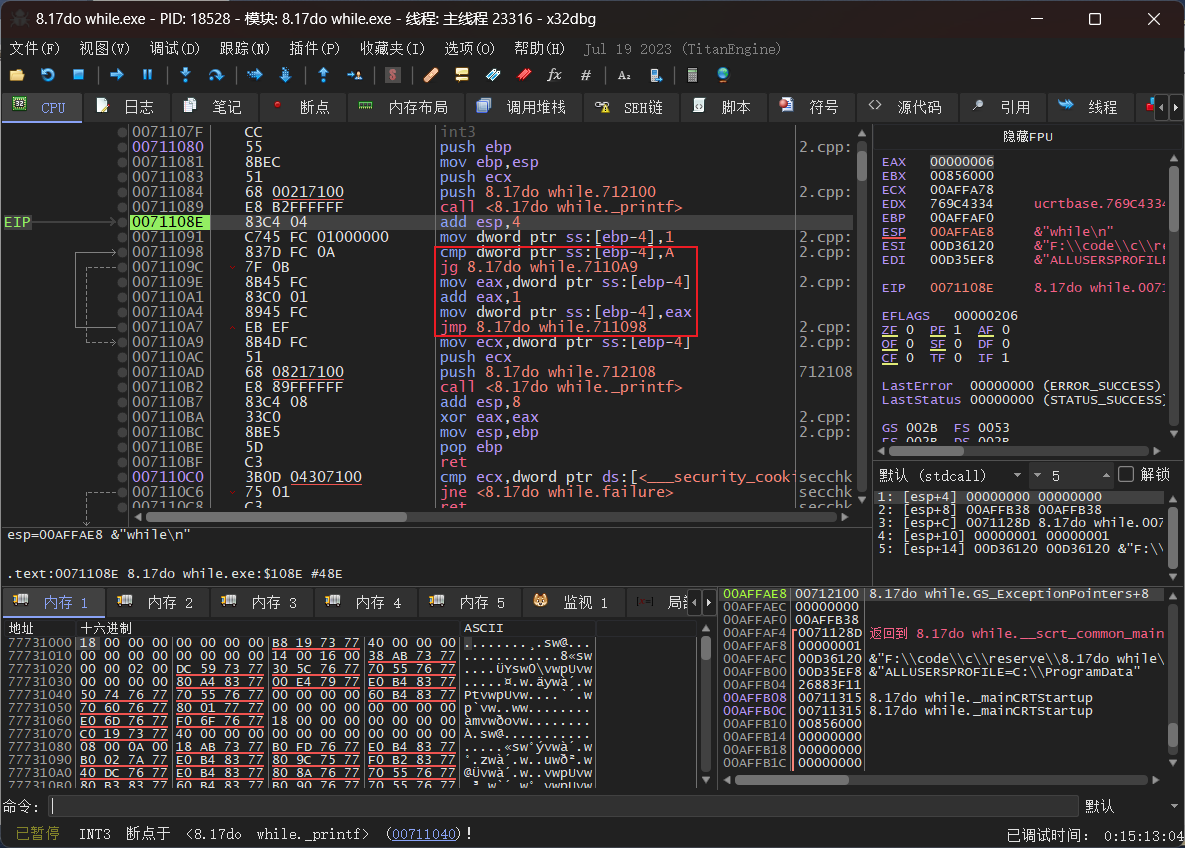 8.17do while.exe - PID: 18528 - 模块: 8.17do while.exe - 线程: 主线程 23316 - x32dbg
文件(F) 视图(V) 调试(D) 跟踪(N) 插件(P) 收藏夹(I) 选项(O) 帮助(H) Jul 19 2023 (TitanEngine)
CPU 日志 笔记 断点 内存布局 调用堆栈 SEH链 脚本 符号 源代码 引用 线程
0071107F CC int3
00711080 55 push ebp 2.cpp:
00711081 8BEC mov ebp,esp
00711083 51 push ecx
00711084 68 00217100 push 8.17do while.712100 2.cpp:
00711089 E8 B2FFFFFF call <8.17do while._printf>
EIP 0071108E 83C4 04 add esp,4
00711091 C745 FC 01000000 mov dword ptr ss:[ebp-4],1 2.cpp:
00711098 837D FC 0A cmp dword ptr ss:[ebp-4],A 2.cpp:
0071109C 7F 0B jg 8.17do while.7110A9
0071109E 8B45 FC mov eax,dword ptr ss:[ebp-4] 2.cpp:
007110A1 83C0 01 add eax,1
007110A4 8945 FC mov dword ptr ss:[ebp-4],eax
007110A7 EB EF jmp 8.17do while.711098 2.cpp:
007110A9 8B4D FC mov ecx,dword ptr ss:[ebp-4] 2.cpp:
007110AC 51 push ecx
007110AD 68 08217100 push 8.17do while.712108 712108
007110B2 E8 89FFFFFF call <8.17do while._printf>
007110B7 83C4 08 add esp,8
007110BA 33C0 xor eax,eax 2.cpp:
007110BC 8BE5 mov esp,ebp 2.cpp:
007110BE 5D pop ebp
007110BF C3 ret
007110C0 3B0D 04307100 cmp ecx,dword ptr ds:[<___security_cooki secchk
007110C6 75 01 jne <8.17do while.failure> secchk
007110C8 C3 ret secchk
隐藏FPU
EAX 00000006
EBX 00856000
ECX 00AFFA78
EDX 769C4334 ucrtbase.769C4334
EBP 00AFFAF0
ESP 00AFFAE8 &"while\n"
ESI 00D36120 &"F:\\code\\c\\re
EDI 00D35EF8 &"ALLUSERSPROFILE
EIP 0071108E 8.17do while.0071
EFLAGS 00000206
ZF 0 PF 1 AF 0
OF 0 SF 0 DF 0
CF 0 TF 0 IF 1
LastError 00000000 (ERROR_SUCCESS)
LastStatus 00000000 (STATUS_SUCCESS)
GS 002B FS 0053
ES 002B DS 002B
默认 (stdcall) 5 解锁
1: [esp+4] 00000000 00000000
2: [esp+8] 00AFFB38 00AFFB38
3: [esp+C] 0071128D 8.17do while.007
4: [esp+10] 00000001 00000001
5: [esp+14] 00D36120 00D36120 &"F:\\
esp=00AFFAE8 &"while\n"
.text:0071108E 8.17do while.exe:$108E #48E
内存 1 内存 2 内存 3 内存 4 内存 5 监视 1
地址 十六进制 ASCII
77731000 18 00 00 00 00 00 00 00 B8 19 73 77 40 00 00 00 ........¸.sw@...
77731010 00 00 00 00 00 00 00 00 14 00 16 00 38 AB 73 77 ............8«sw
77731020 00 00 02 00 DC 59 73 77 30 5C 76 77 70 55 76 77 ....ÜYsw0\vwpUvw
77731030 00 00 00 00 80 A4 83 77 00 E4 79 77 E0 B4 83 77 .....¤.w.äywà´.w
77731040 50 74 76 77 70 55 76 77 00 00 00 00 60 B4 83 77 PtvwpUvw....`´.w
77731050 70 60 76 77 80 01 77 77 00 00 00 00 00 00 00 00 p`vw..ww........
77731060 E0 6D 76 77 F0 6F 76 77 18 00 00 00 00 00 00 00 àmvwðovw........
77731070 C0 19 73 77 40 00 00 00 00 00 00 00 00 00 00 00 À.sw@...........
77731080 08 00 0A 00 18 AB 73 77 B0 FD 76 77 E0 B4 83 77 .....«sw°ývwà´.w
77731090 B0 02 7A 77 E0 B4 83 77 80 9C 75 77 F0 B2 83 77 °.zwà´.w..uwð².w
777310A0 40 DC 76 77 E0 B4 83 77 80 8A 76 77 70 55 76 77 @Üvwà´.w..vwpUvw
777310B0 80 B3 83 77 60 B4 83 77 B0 90 76 77 70 55 76 77
00AFFAE8 00712100 8.17do while.GS_ExceptionPointers+8
00AFFAEC 00000000
00AFFAF0 00AFFB38
00AFFAF4 0071128D 返回到 8.17do while.__scrt_common_main
00AFFAF8 00000001
00AFFAFC 00D36120 &"F:\\code\\c\\reserve\\8.17do while\
00AFFB00 00D35EF8 &"ALLUSERSPROFILE=C:\\ProgramData"
00AFFB04 26883F11
00AFFB08 00711315 8.17do while._mainCRTStartup
00AFFB0C 00711315 8.17do while._mainCRTStartup
00AFFB10 00856000
00AFFB14 00000000
00AFFB18 00000000
00AFFB1C 00000000
命令: 默认
已暂停 INT3 断点于 <8.17do while._printf> (00711040)! 已调试时间: 0:15:13:04